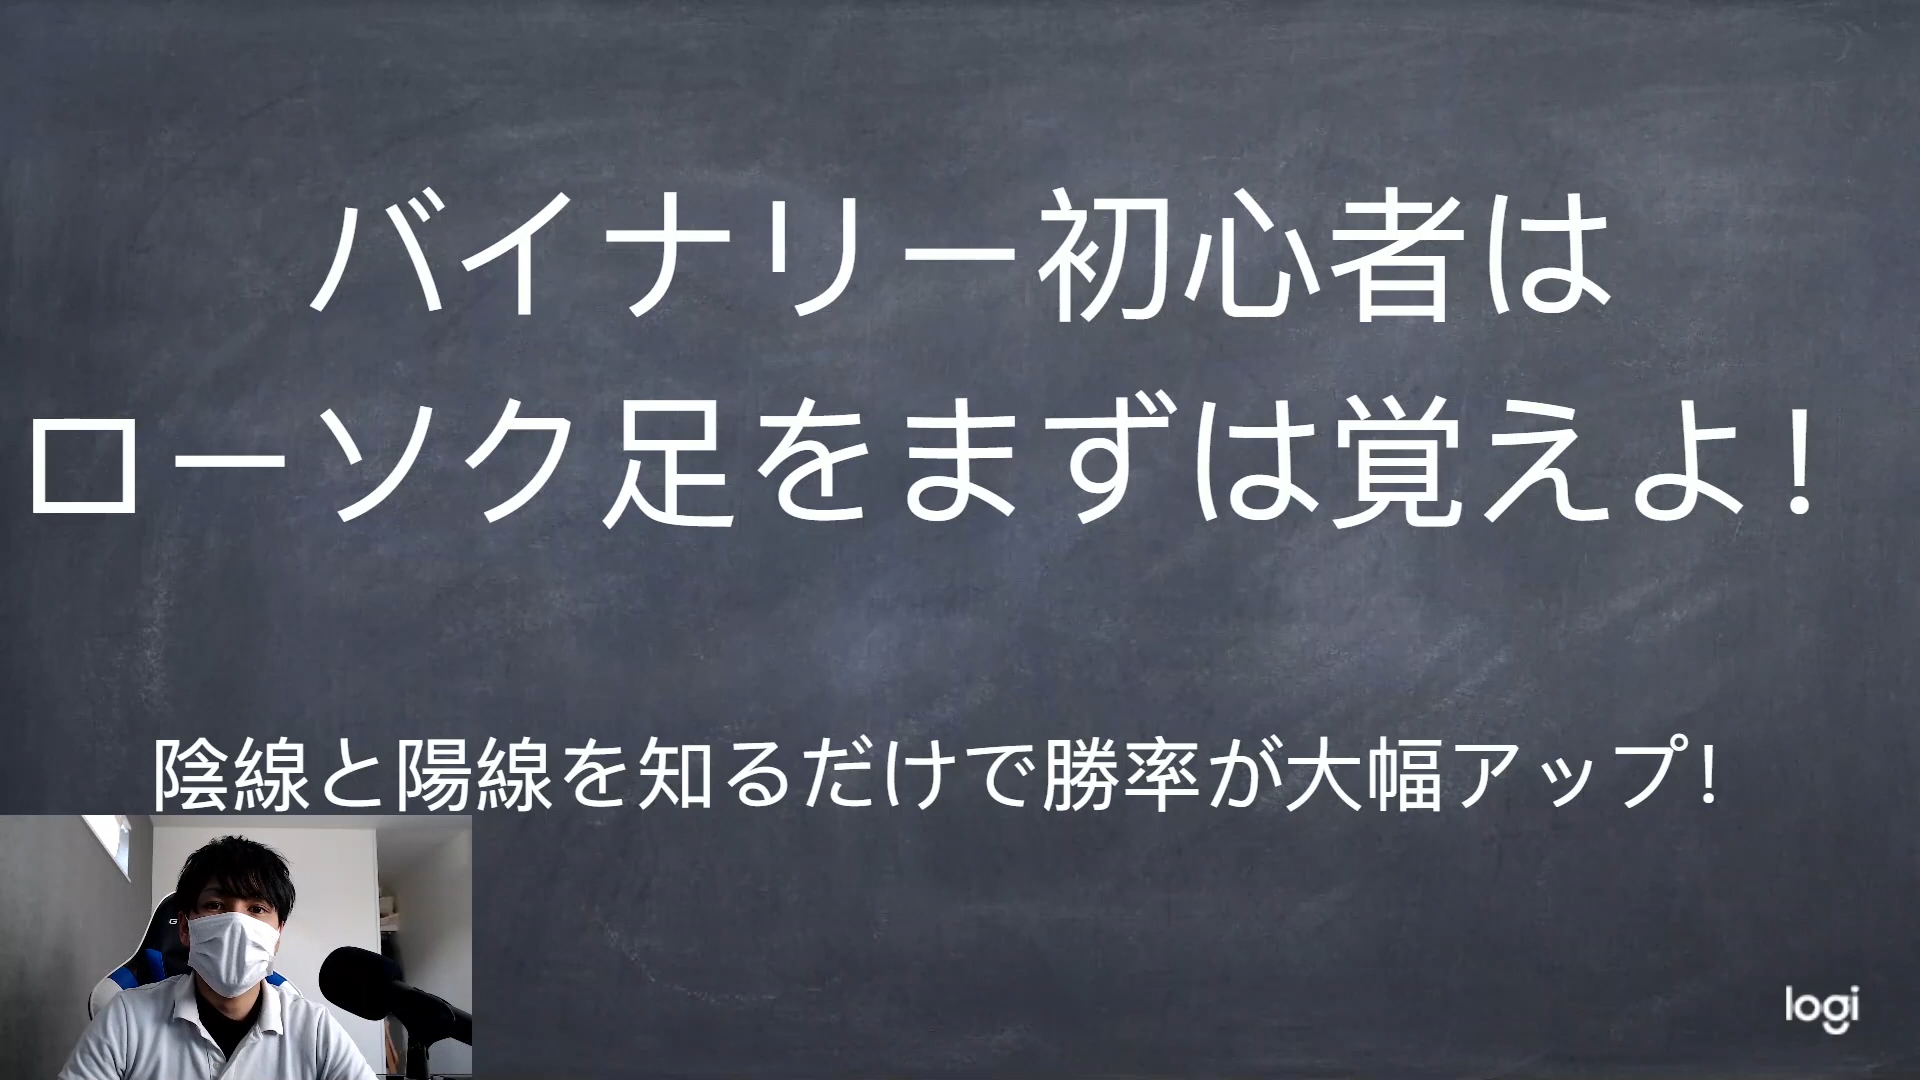 バイナリー初心者は
ローソク足をまずは覚えよ!
陰線と陽線を知るだけで勝率が大幅アップ!
G
logi